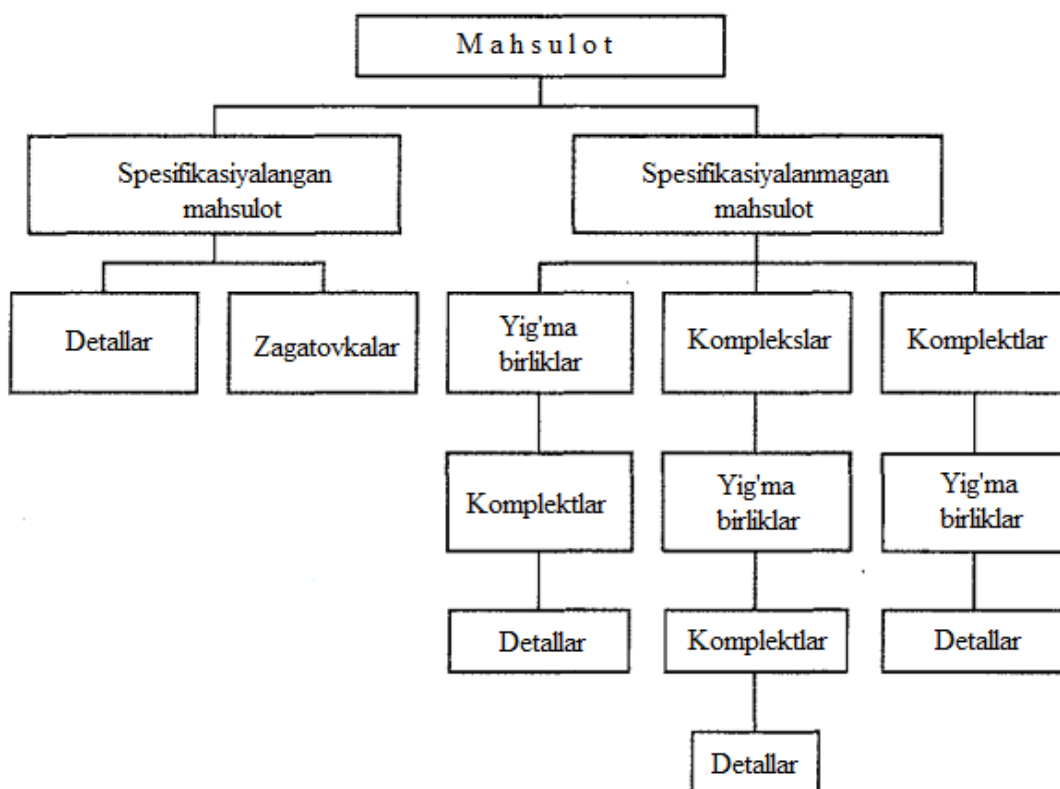 Mahsulot
Spesifikasiyalangan
mahsulot
Spesifikasiyalanmagan
mahsulot
Detallar
Zagatovkalar
Yig'ma
birliklar
Komplekslar
Komplektlar
Komplektlar
Yig'ma
birliklar
Yig'ma
birliklar
Detallar
Komplektlar
Detallar
Detallar